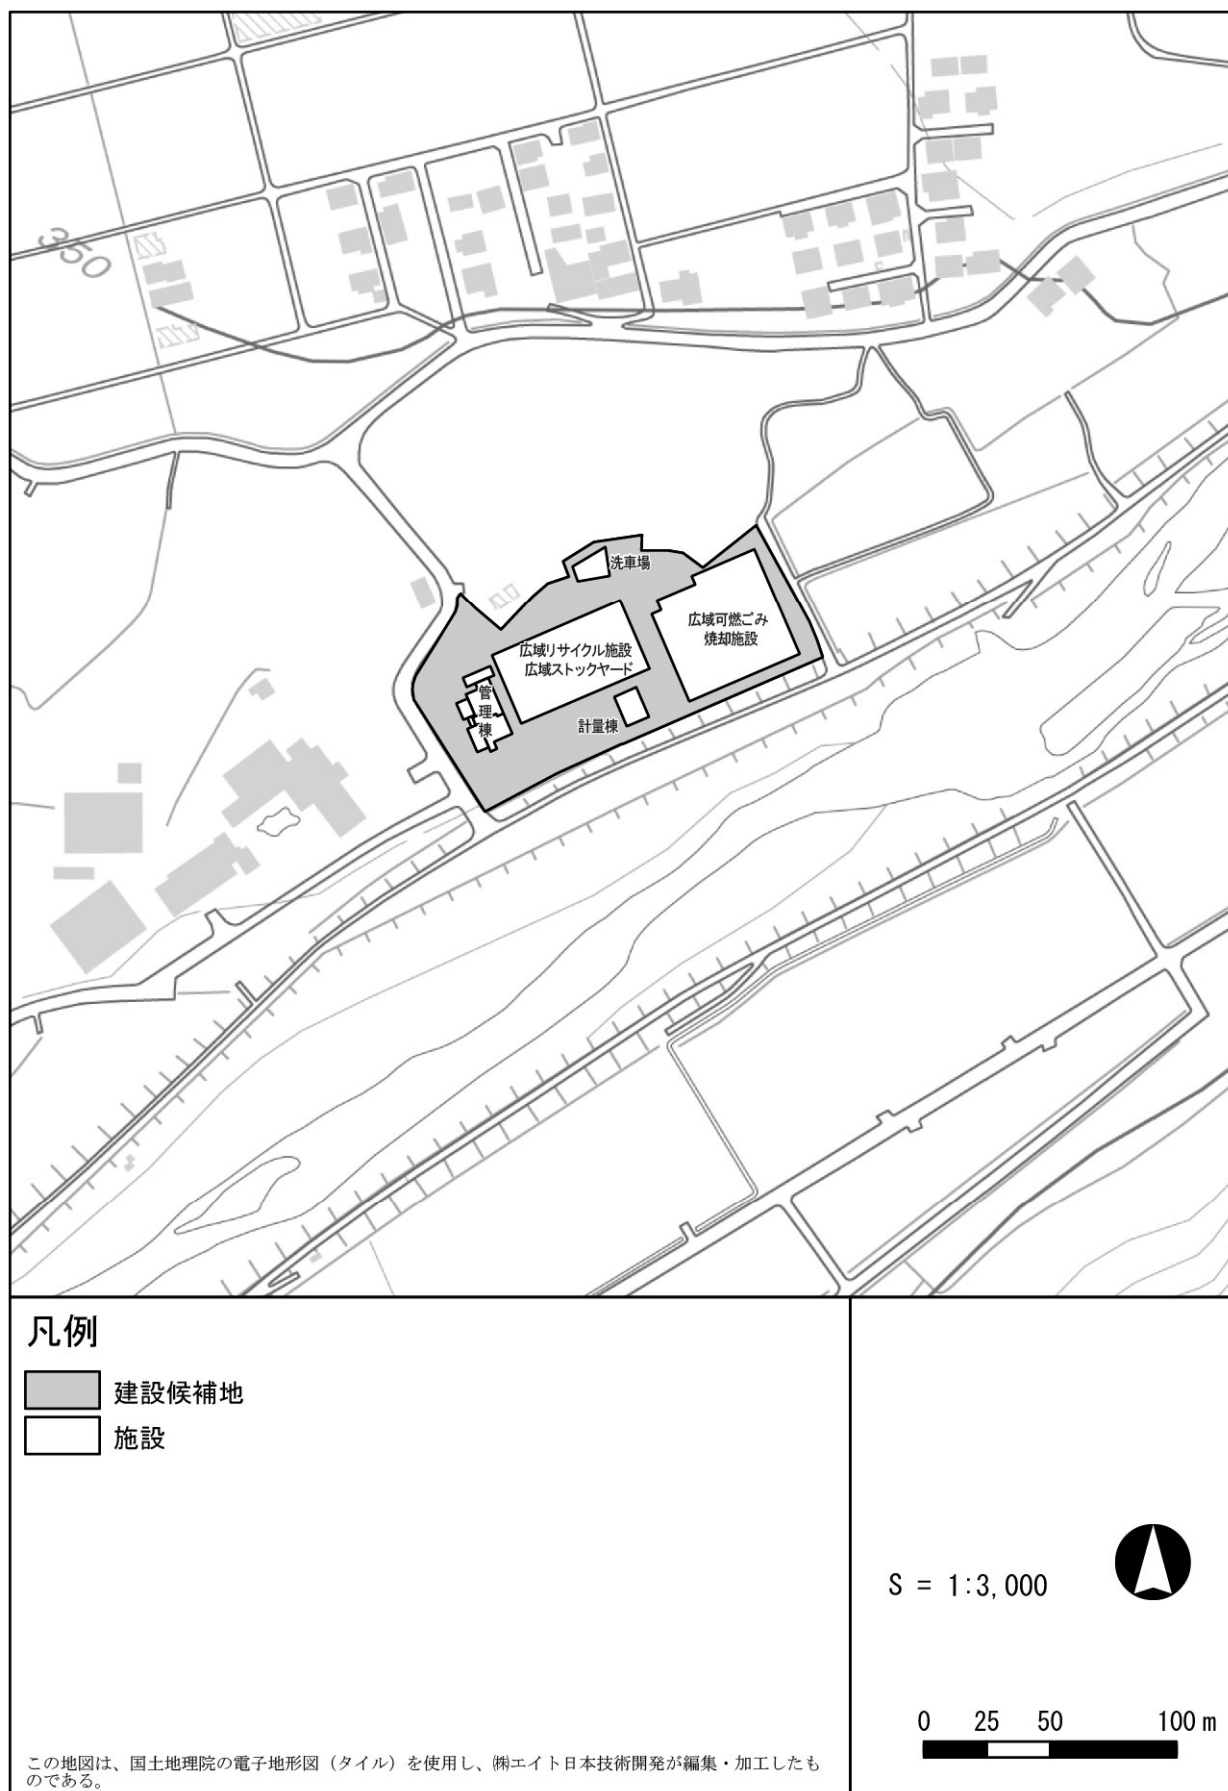 350
洗車場
広域可燃ごみ
焼却施設
広域リサイクル施設
広域ストックヤード
管
理
棟
計量棟
凡例
建設候補地
施設
S = 1:3,000
0 25 50 100 m
この地図は、国土地理院の電子地形図（タイル）を使用し、㈱エイト日本技術開発が編集・加工したも
のである。